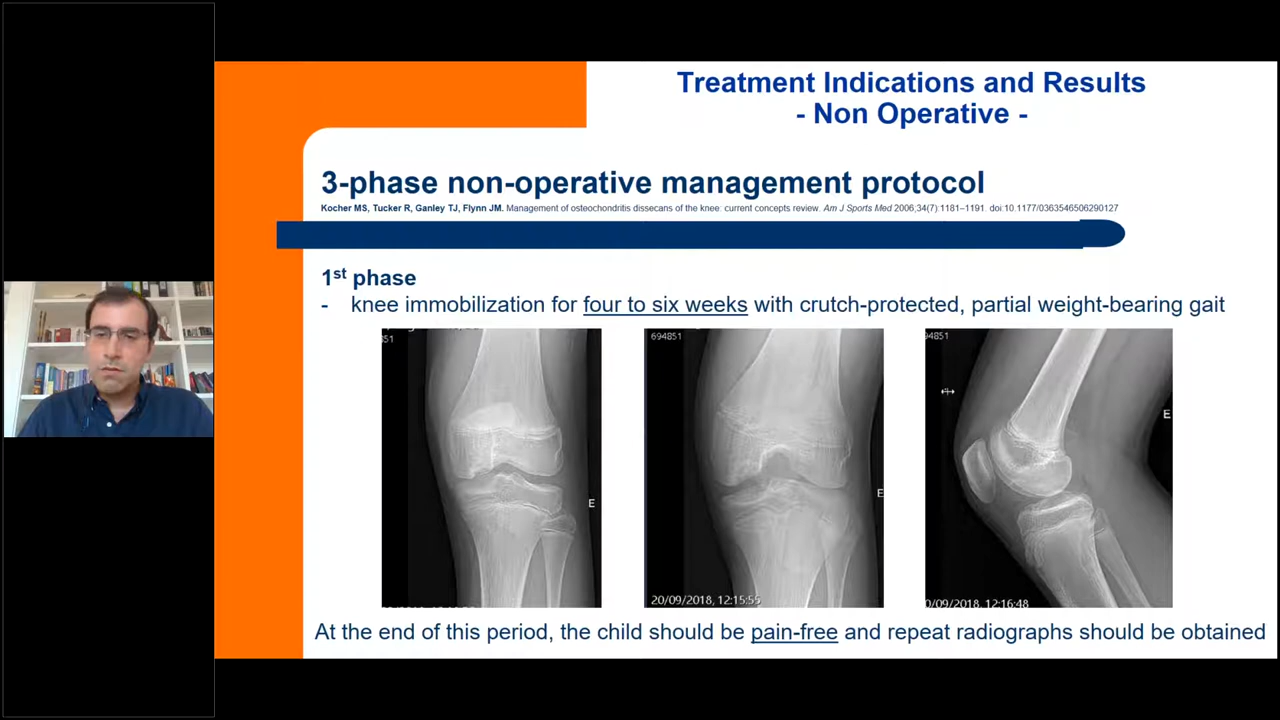 Treatment Indications and Results
- Non Operative -
3-phase non-operative management protocol
Kocher MS, Tucker R, Ganley TJ, Flynn JM. Management of osteochondritis dissecans of the knee: current concepts review. Am J Sports Med 2006;34(7):1181–1191. doi:10.1177/0363546506290127
1st phase
- knee immobilization for four to six weeks with crutch-protected, partial weight-bearing gait
851
694851
94851
E
E
E
20/09/2018, 12:15:55
0/09/2018, 12:16:48
At the end of this period, the child should be pain-free and repeat radiographs should be obtained